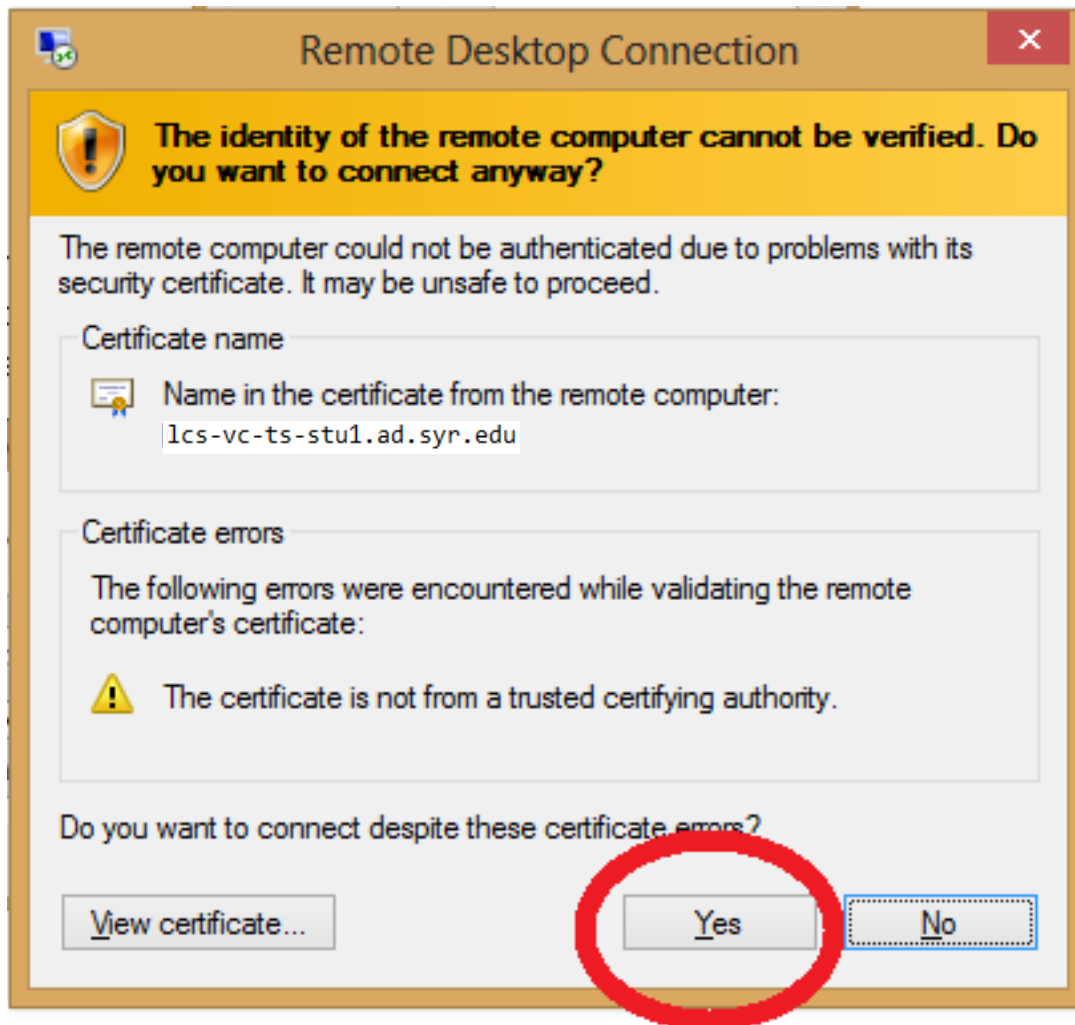 Remote Desktop Connection
The identity of the remote computer cannot be verified. Do
you want to connect anyway?
The remote computer could not be authenticated due to problems with its
security certificate. It may be unsafe to proceed.
Certificate name
Name in the certificate from the remote computer:
lcs-vc-ts-stu1.ad.syr.edu
Certificate errors
The following errors were encountered while validating the remote
computer's certificate:
The certificate is not from a trusted certifying authority.
Do you want to connect despite these certificate errors?
View certificate... Yes No